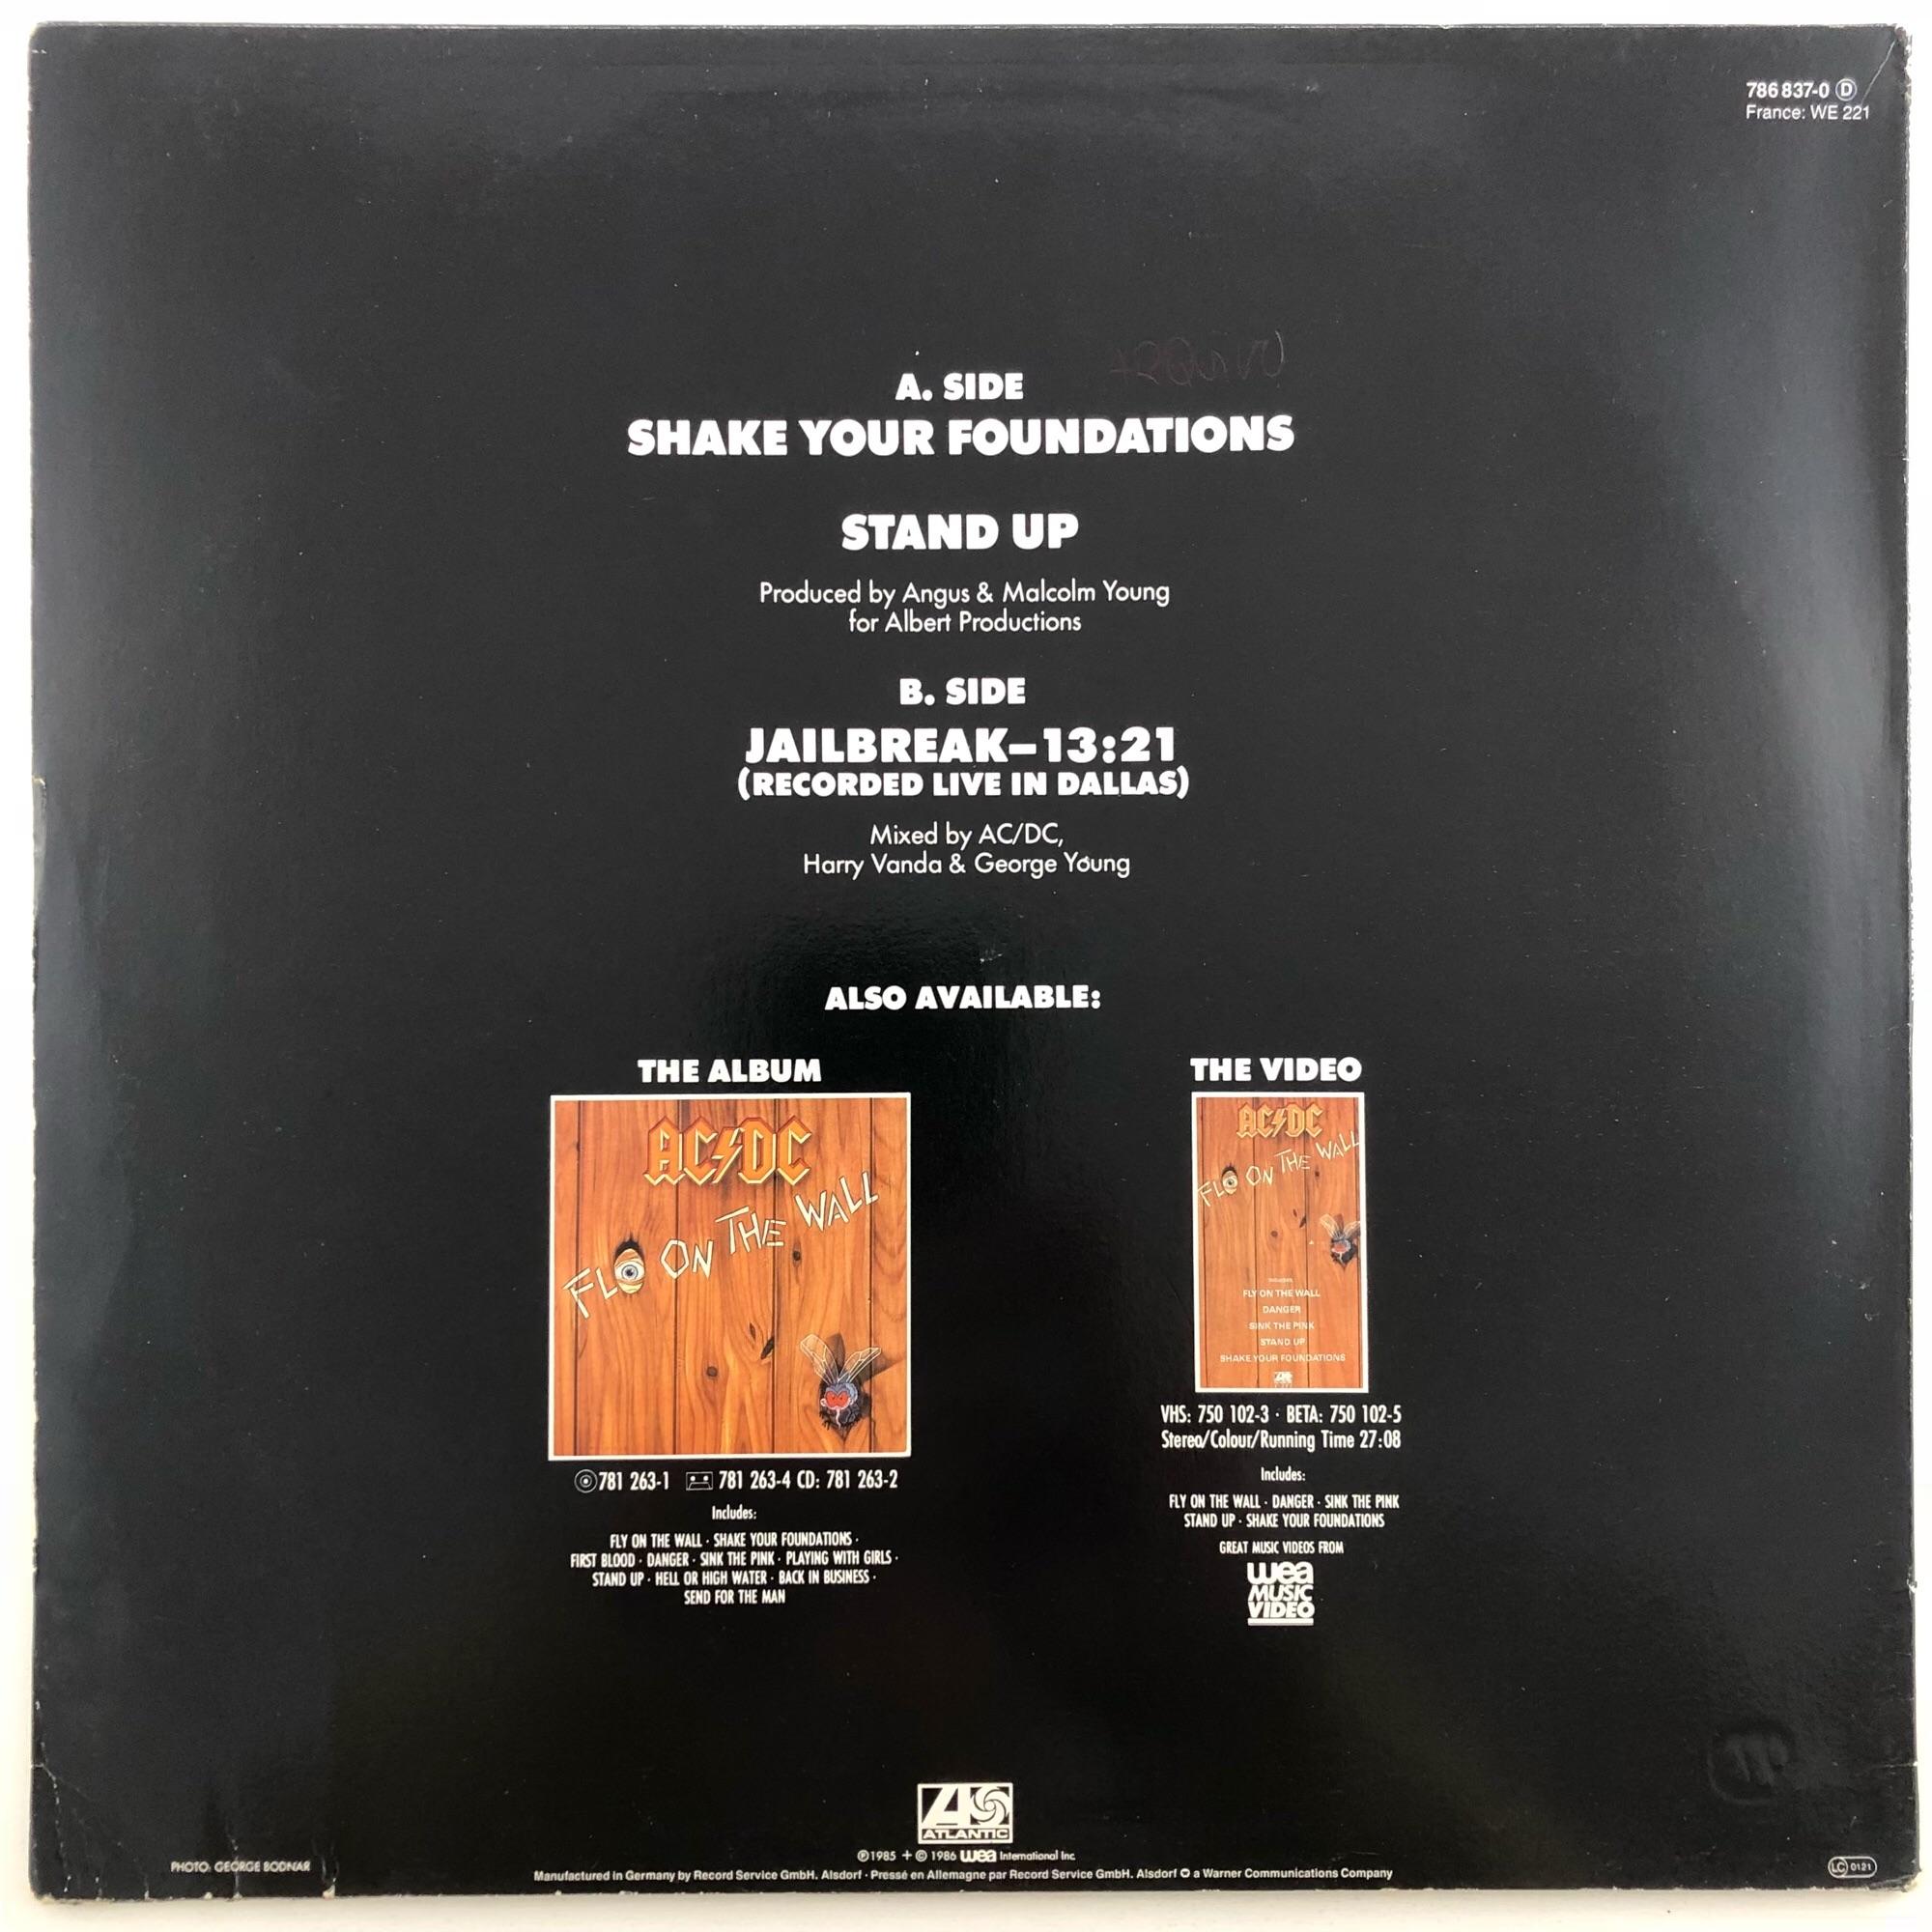 786 837-0 Ⓓ
France: WE 221
A. SIDE
SHAKE YOUR FOUNDATIONS
STAND UP
Produced by Angus & Malcolm Young
for Albert Productions
B. SIDE
JAILBREAK–13:21
(RECORDED LIVE IN DALLAS)
Mixed by AC/DC,
Harry Vanda & George Young
ALSO AVAILABLE:
THE ALBUM
AC/DC
FLY ON THE WALL
781 263-1 781 263-4 CD: 781 263-2
Includes:
FLY ON THE WALL · SHAKE YOUR FOUNDATIONS ·
FIRST BLOOD · DANGER · SINK THE PINK · PLAYING WITH GIRLS ·
STAND UP · HELL OR HIGH WATER · BACK IN BUSINESS ·
SEND FOR THE MAN
THE VIDEO
AC/DC
FLY ON THE WALL
FLY ON THE WALL
DANGER
SINK THE PINK
STAND UP
SHAKE YOUR FOUNDATIONS
VHS: 750 102-3 · BETA: 750 102-5
Stereo/Colour/Running Time 27:08
Includes:
FLY ON THE WALL · DANGER · SINK THE PINK
STAND UP · SHAKE YOUR FOUNDATIONS
GREAT MUSIC VIDEOS FROM
wea
MUSIC
VIDEO
ATLANTIC
℗1985 + © 1986 wea International Inc.
PHOTO: GEORGE BODNAR
Manufactured in Germany by Record Service GmbH. Alsdorf · Pressé en Allemagne par Record Service GmbH. Alsdorf a Warner Communications Company
LC 0121